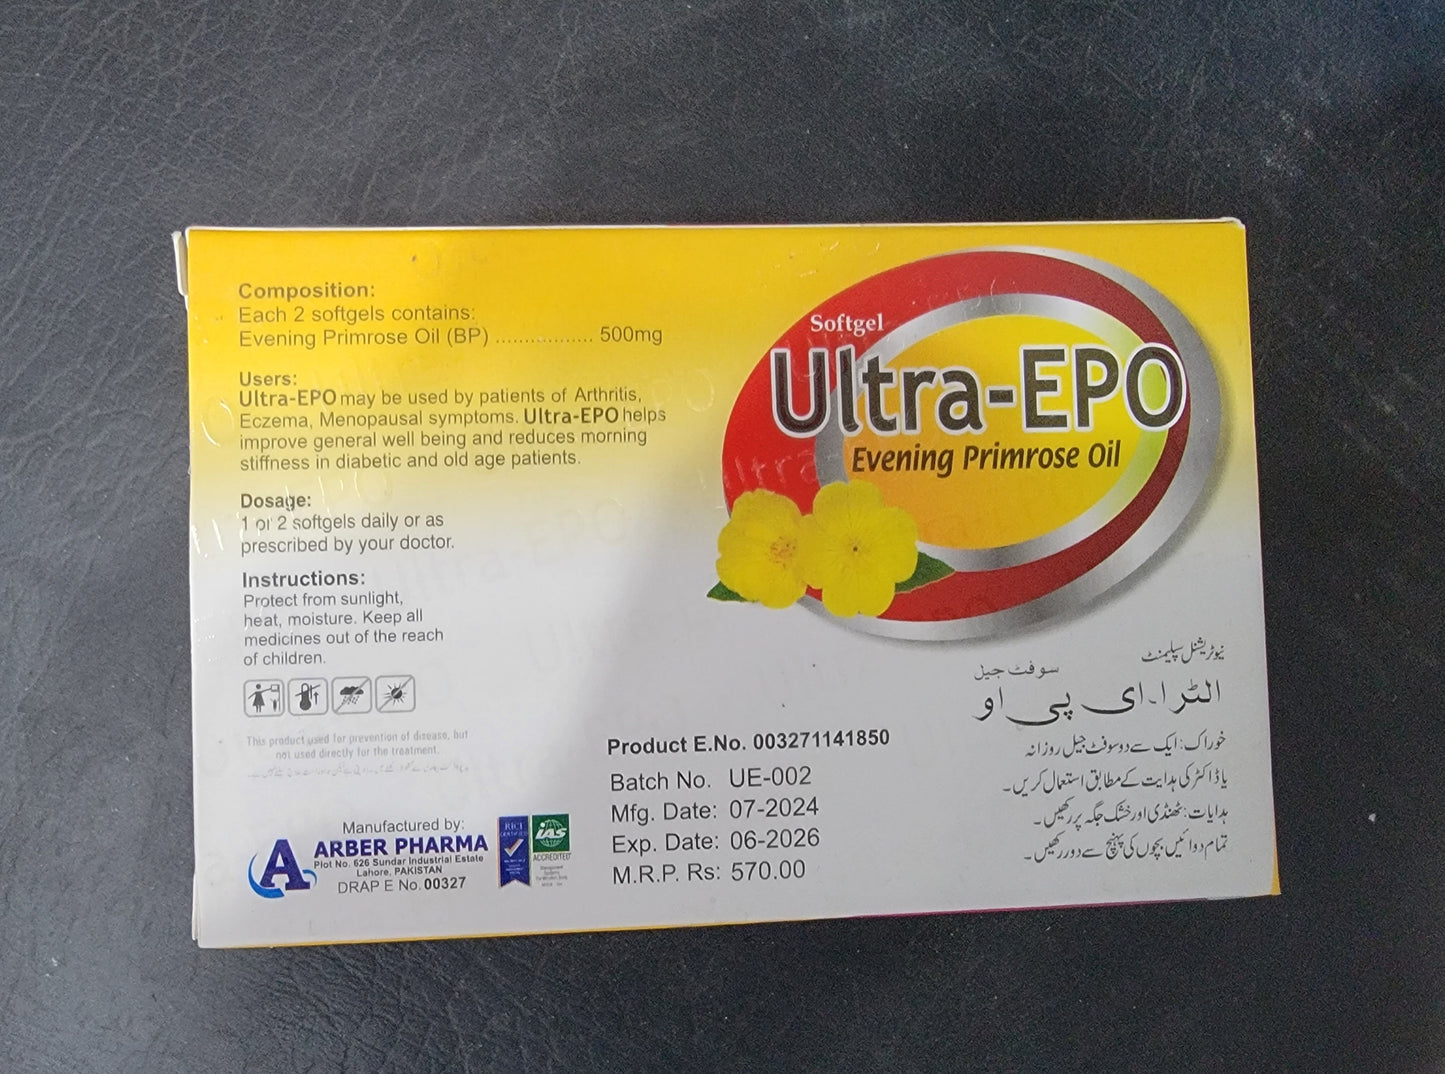 Composition:
Each 2 softgels contains:
Evening Primrose Oil (BP) ................. 500mg
Users:
Ultra-EPO may be used by patients of Arthritis,
Eczema, Menopausal symptoms. Ultra-EPO helps
improve general well being and reduces morning
stiffness in diabetic and old age patients.
Dosage:
1 or 2 softgels daily or as
prescribed by your doctor.
Instructions:
Protect from sunlight,
heat, moisture. Keep all
medicines out of the reach
of children.
This product used for prevention of disease, but
not used directly for the treatment.
Manufactured by:
ARBER PHARMA
Plot No. 626 Sundar Industrial Estate
Lahore, PAKISTAN
DRAP E No. 00327
RICI
CERTIFIED
IAS
ACCREDITED
Management
Systems
Softgel
Ultra-EPO
Evening Primrose Oil
Product E.No. 003271141850
Batch No. UE-002
Mfg. Date: 07-2024
Exp. Date: 06-2026
M.R.P. Rs: 570.00
نیوٹریشنل سپلیمنٹ
سوفٹ جیل
الٹرا۔ای پی او
خوراک: ایک سے دو سوفٹ جیل روزانہ
یا ڈاکٹر کی ہدایت کے مطابق استعمال کریں۔
ہدایات: ٹھنڈی اور خشک جگہ پر رکھیں۔
تمام دوائیں بچوں کی پہنچ سے دور رکھیں۔